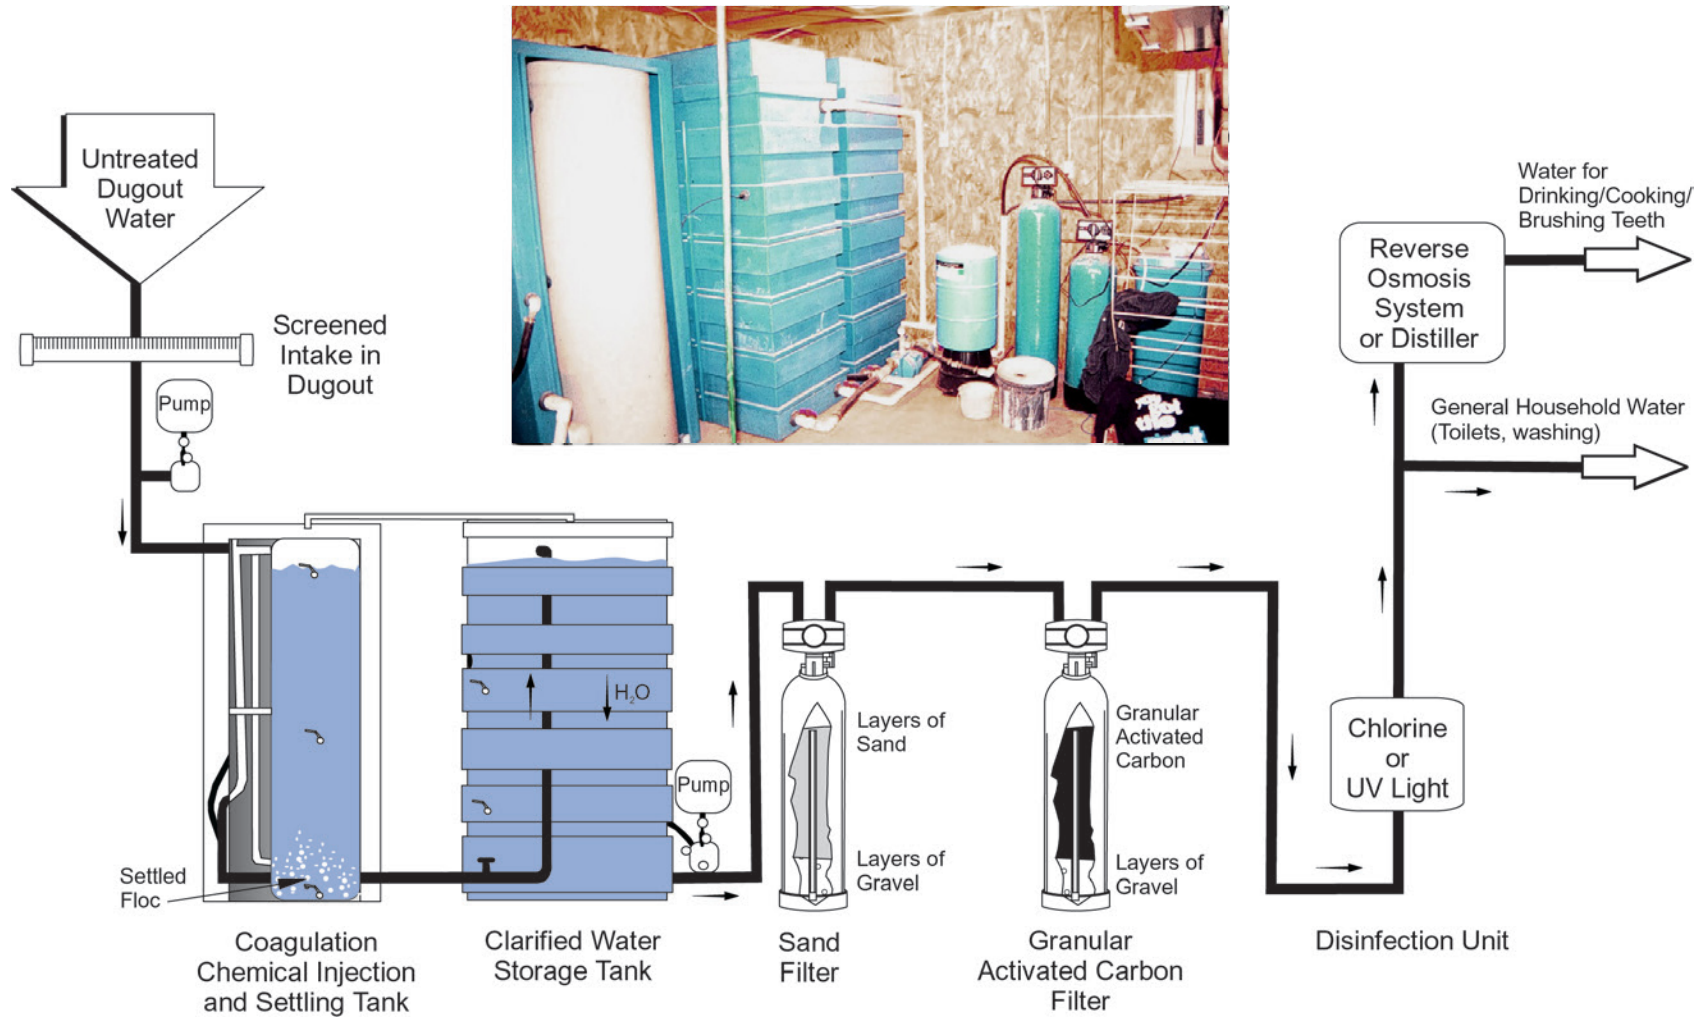 Untreated
Dugout
Water
Screened
Intake in
Dugout
Pump
Settled
Floc
Coagulation
Chemical Injection
and Settling Tank
H₂O
Clarified Water
Storage Tank
Pump
Layers of
Sand
Layers of
Gravel
Sand
Filter
Granular
Activated
Carbon
Layers of
Gravel
Granular
Activated Carbon
Filter
Chlorine
or
UV Light
Disinfection Unit
Reverse
Osmosis
System
or Distiller
Water for
Drinking/Cooking/
Brushing Teeth
General Household Water
(Toilets, washing)